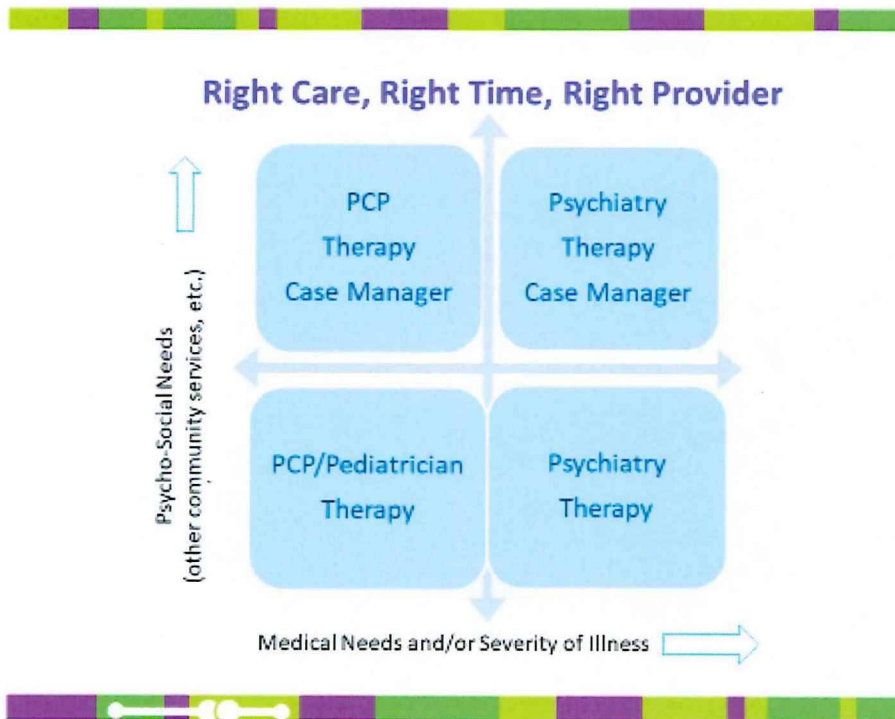 Right Care, Right Time, Right Provider
PCP
Therapy
Case Manager
Psychiatry
Therapy
Case Manager
Psycho-Social Needs
(other community services, etc.)
PCP/Pediatrician
Therapy
Psychiatry
Therapy
Medical Needs and/or Severity of Illness